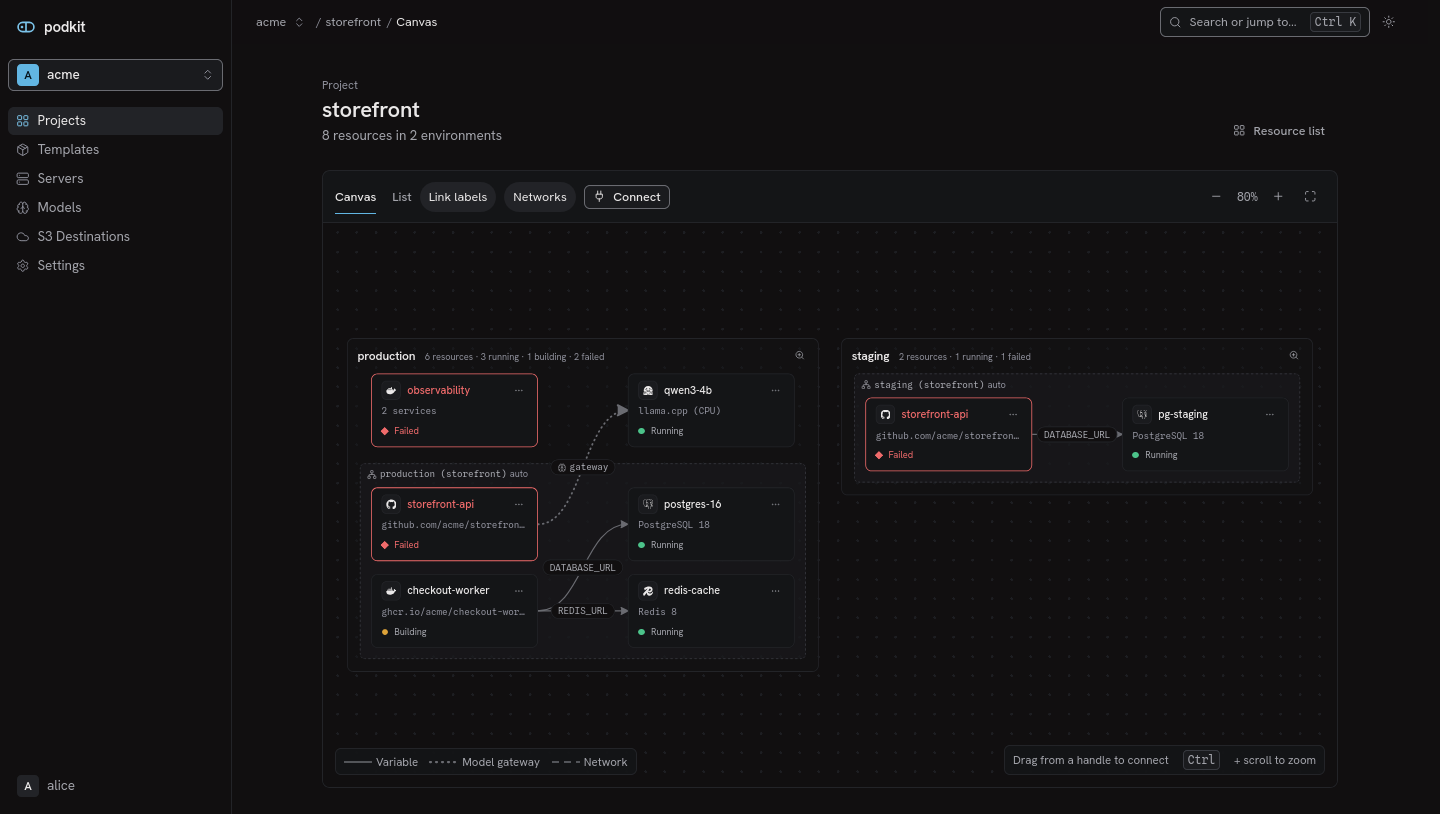 podkit
acme / storefront / Canvas
Search or jump to... Ctrl K
A acme
Projects
Templates
Servers
Models
S3 Destinations
Settings
A alice
Project
storefront
8 resources in 2 environments
Resource list
Canvas List Link labels Networks Connect
80%
production 6 resources · 3 running · 1 building · 2 failed
observability
2 services
Failed
qwen3-4b
llama.cpp (CPU)
Running
gateway
production (storefront) auto
storefront-api
github.com/acme/storefron…
Failed
postgres-16
PostgreSQL 18
Running
DATABASE_URL
checkout-worker
ghcr.io/acme/checkout-wor…
Building
REDIS_URL
redis-cache
Redis 8
Running
staging 2 resources · 1 running · 1 failed
staging (storefront) auto
storefront-api
github.com/acme/storefron…
Failed
DATABASE_URL
pg-staging
PostgreSQL 18
Running
Variable Model gateway Network
Drag from a handle to connect Ctrl + scroll to zoom